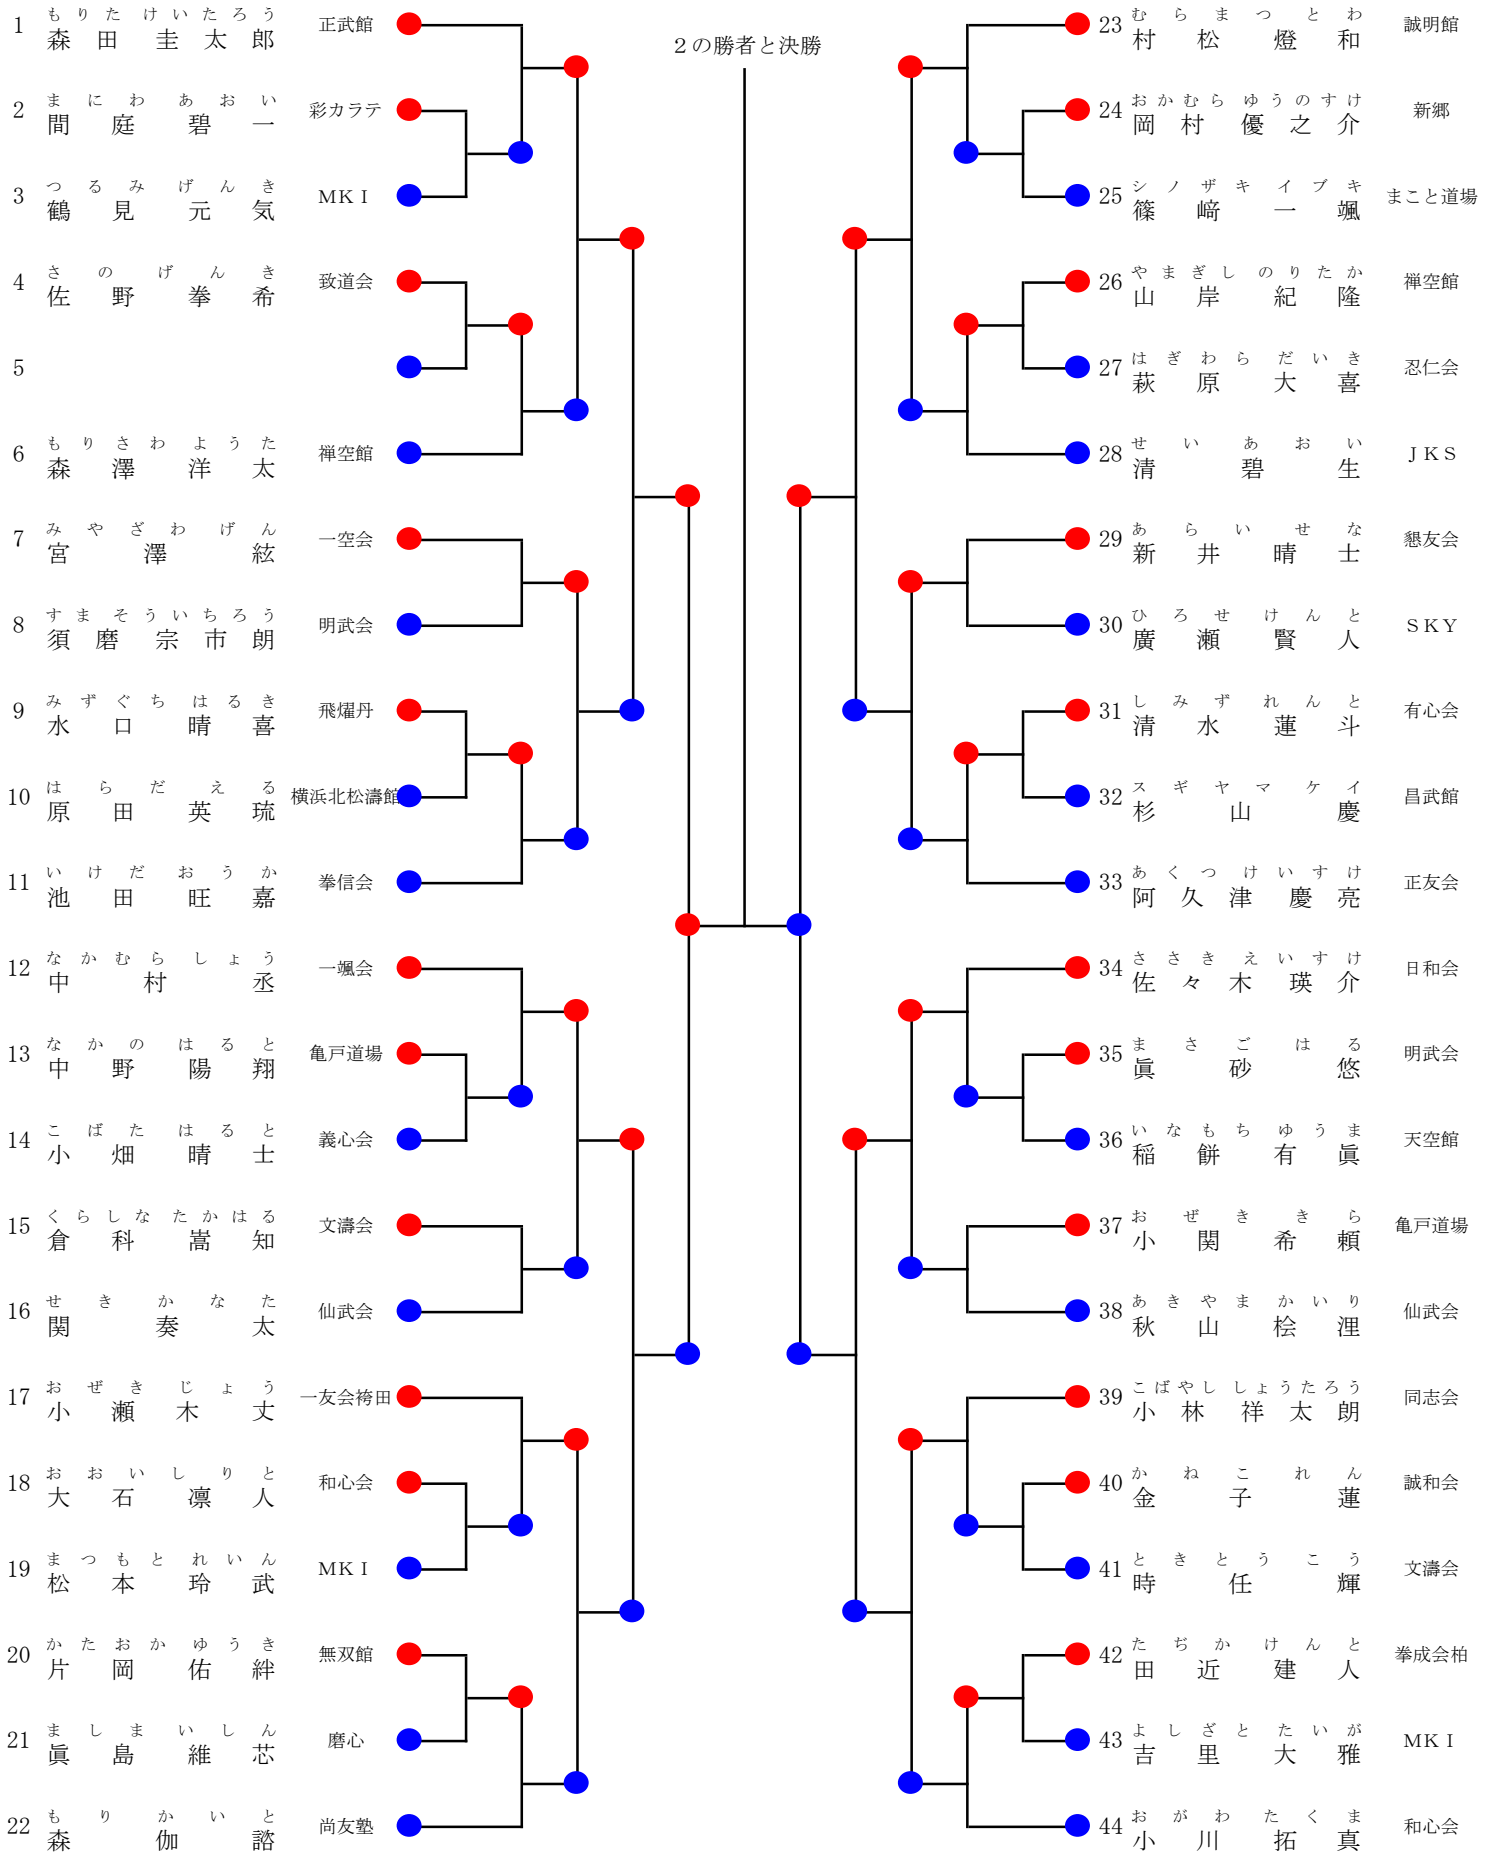 2の勝者と決勝
もりたけいたろう
1 森田圭太郎 正武館
まにわあおい
2 間庭碧一 彩カラテ
つるみげんき
3 鶴見元気 MKI
さのげんき
4 佐野拳希 致道会
5
もりさわようた
6 森澤洋太 禅空館
みやざわげん
7 宮澤絃 一空会
すまそういちろう
8 須磨宗市朗 明武会
みずぐちはるき
9 水口晴喜 飛燿丹
はらだえる
10 原田英琉 横浜北松濤館
いけだおうか
11 池田旺嘉 拳信会
なかむらしょう
12 中村丞 一颯会
なかのはると
13 中野陽翔 亀戸道場
こばたはると
14 小畑晴士 義心会
くらしなたかはる
15 倉科嵩知 文濤会
せきかなた
16 関奏太 仙武会
おぜきじょう
17 小瀬木丈 一友会袴田
おおいしりと
18 大石凛人 和心会
まつもとれいん
19 松本玲武 MKI
かたおかゆうき
20 片岡佑絆 無双館
ましまいしん
21 眞島維芯 磨心
もりかいと
22 森伽諮 尚友塾
むらまつとわ
23 村松燈和 誠明館
おかむらゆうのすけ
24 岡村優之介 新郷
シノザキイブキ
25 篠﨑一颯 まこと道場
やまぎしのりたか
26 山岸紀隆 禅空館
はぎわらだいき
27 萩原大喜 忍仁会
せいあおい
28 清碧生 JKS
あらいせな
29 新井晴士 懇友会
ひろせけんと
30 廣瀬賢人 SKY
しみずれんと
31 清水蓮斗 有心会
スギヤマケイ
32 杉山慶 昌武館
あくつけいすけ
33 阿久津慶亮 正友会
ささきえいすけ
34 佐々木瑛介 日和会
まさごはる
35 眞砂悠 明武会
いなもちゆうま
36 稲餅有眞 天空館
おぜききら
37 小関希頼 亀戸道場
あきやまかいり
38 秋山桧浬 仙武会
こばやししょうたろう
39 小林祥太朗 同志会
かねこれん
40 金子蓮 誠和会
ときとうこう
41 時任輝 文濤会
たぢかけんと
42 田近建人 拳成会柏
よしざとたいが
43 吉里大雅 MKI
おがわたくま
44 小川拓真 和心会